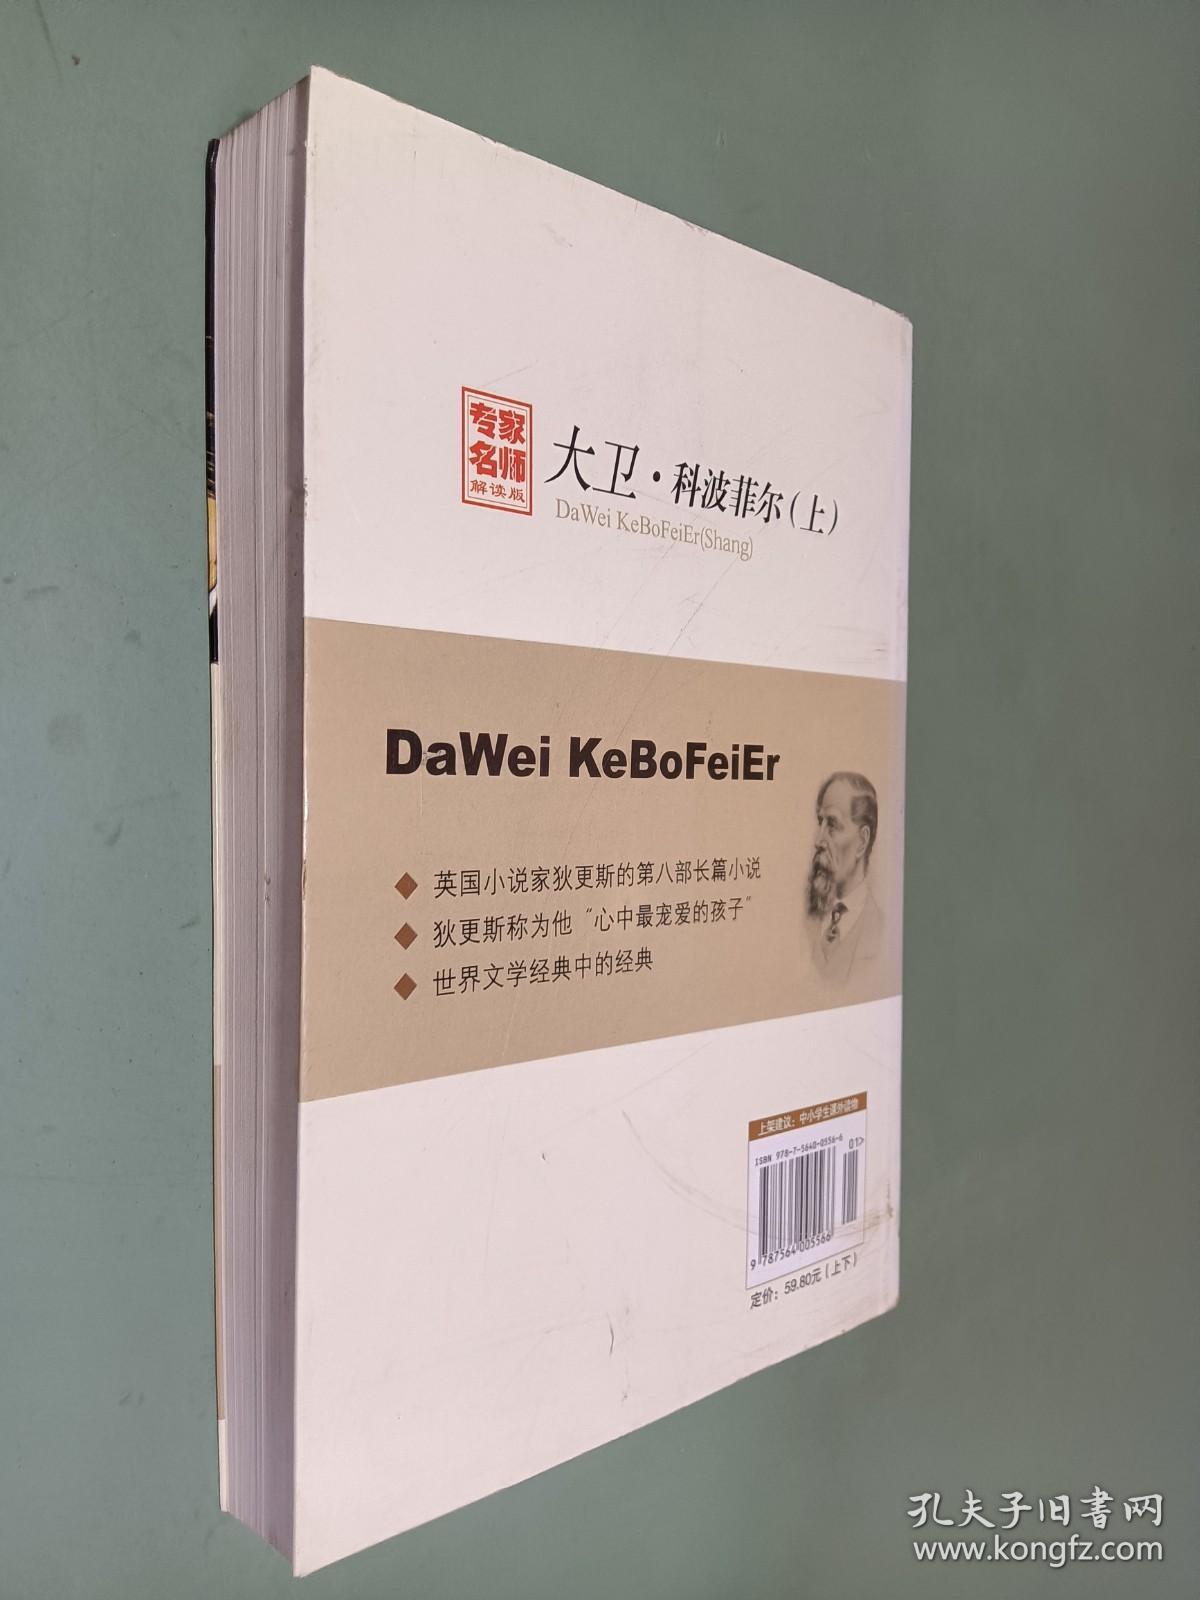 专家
名师
解读版
大卫·科波菲尔(上)
DaWei KeBoFeiEr(Shang)
DaWei KeBoFeiEr
英国小说家狄更斯的第八部长篇小说
狄更斯称为他“心中最宠爱的孩子”
世界文学经典中的经典
上架建议：中小学生课外读物
ISBN 978-7-5640-0556-6
01>
9 787564 005566
定价：59.80元(上下)
孔夫子旧书网
www.kongfz.com